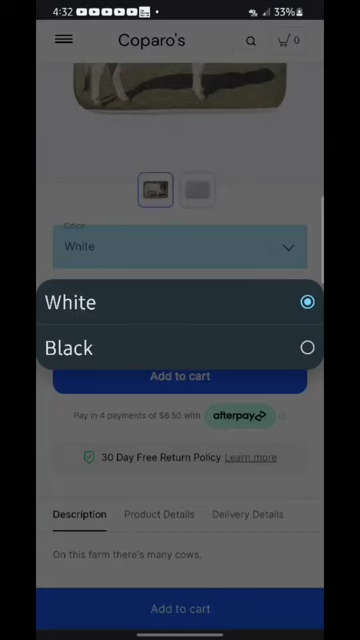 4:32
33%
Coparo's
0
Color
White
White
Black
Add to cart
Pay in 4 payments of $6.50 with afterpay
30 Day Free Return Policy Learn more
Description Product Details Delivery Details
On this farm there's many cows.
Add to cart